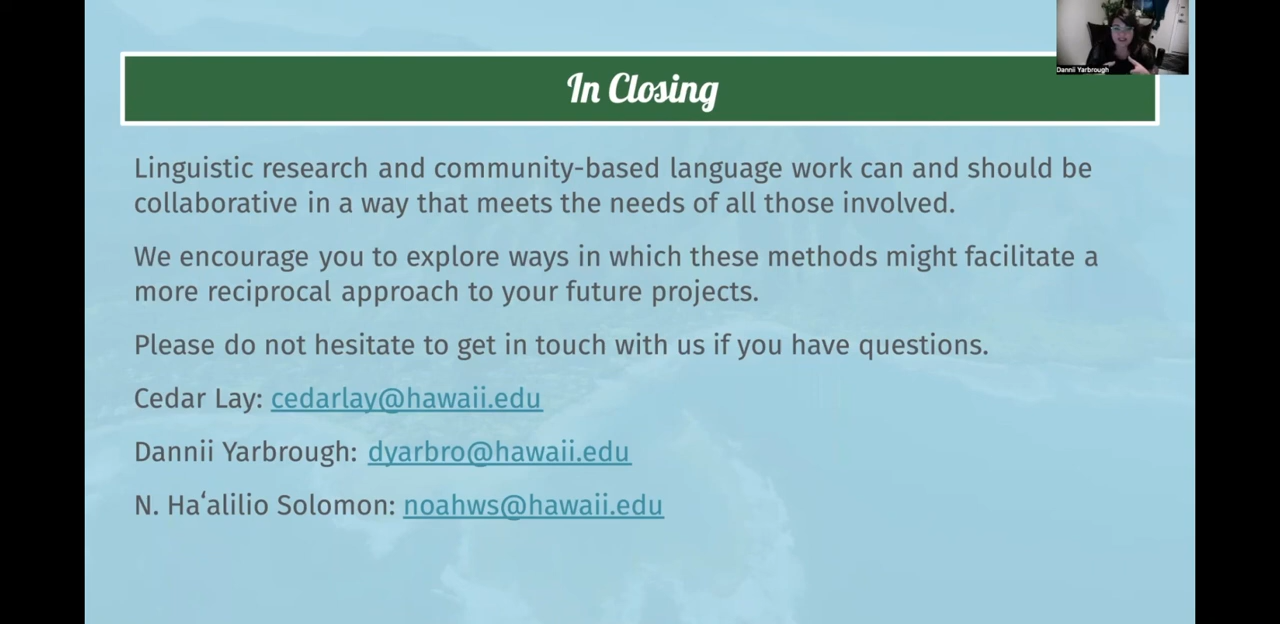 Dannii Yarbrough
In Closing
Linguistic research and community-based language work can and should be
collaborative in a way that meets the needs of all those involved.
We encourage you to explore ways in which these methods might facilitate a
more reciprocal approach to your future projects.
Please do not hesitate to get in touch with us if you have questions.
Cedar Lay: cedarlay@hawaii.edu
Dannii Yarbrough: dyarbro@hawaii.edu
N. Haʻalilio Solomon: noahws@hawaii.edu